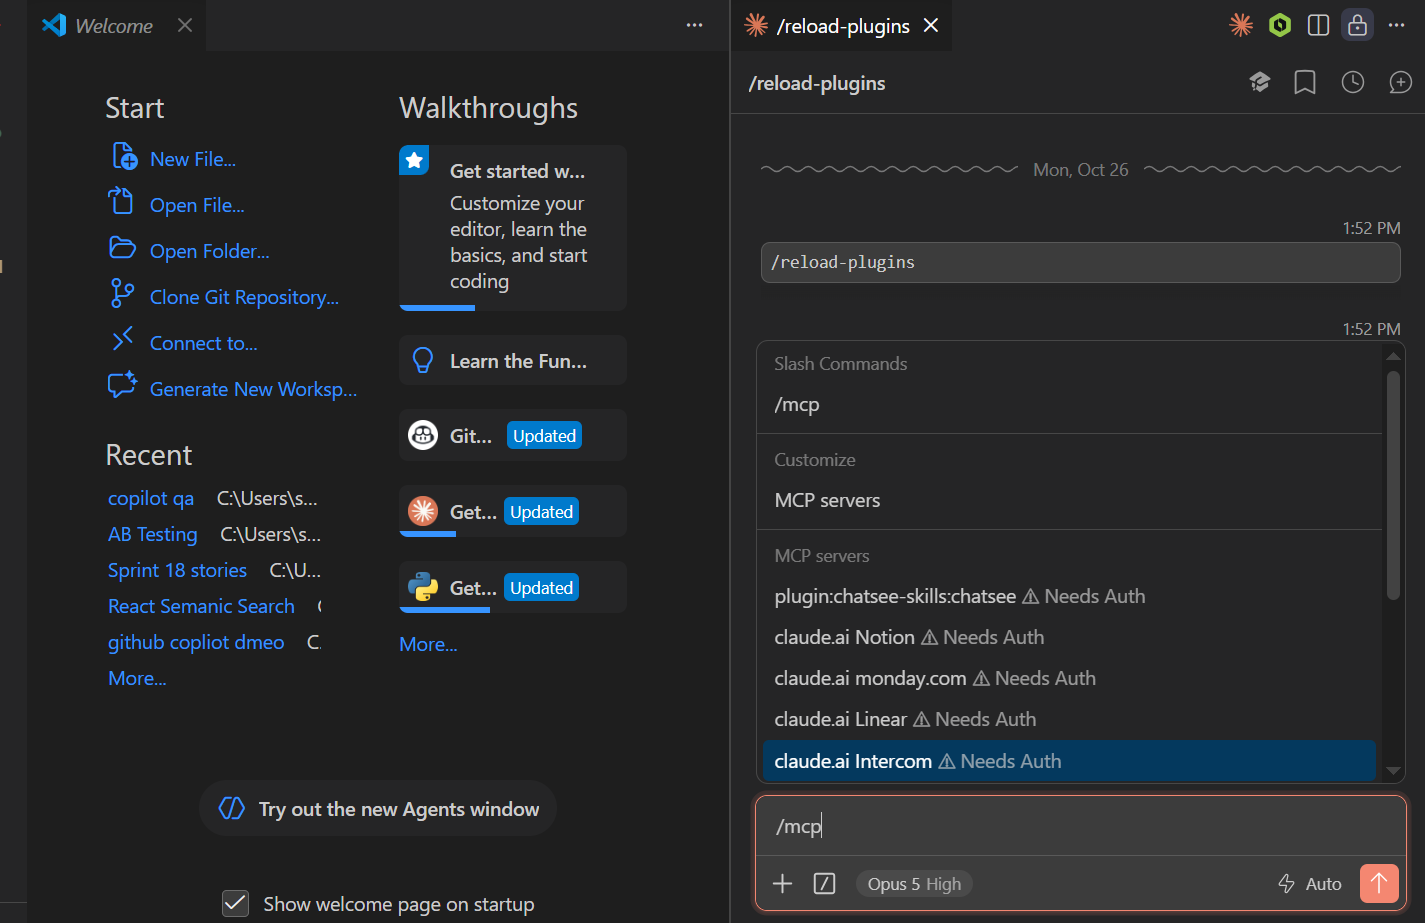 Welcome
Start
New File...
Open File...
Open Folder...
Clone Git Repository...
Connect to...
Generate New Worksp...
Recent
copilot qa C:\Users\s...
AB Testing C:\Users\s...
Sprint 18 stories C:\U...
React Semantic Search
github copliot dmeo C.
More...
Walkthroughs
Get started w...
Customize your
editor, learn the
basics, and start
coding
Learn the Fun...
Git... Updated
Get... Updated
Get... Updated
More...
Try out the new Agents window
Show welcome page on startup
/reload-plugins
/reload-plugins
Mon, Oct 26
1:52 PM
/reload-plugins
1:52 PM
Slash Commands
/mcp
Customize
MCP servers
MCP servers
plugin:chatsee-skills:chatsee ⚠ Needs Auth
claude.ai Notion ⚠ Needs Auth
claude.ai monday.com ⚠ Needs Auth
claude.ai Linear ⚠ Needs Auth
claude.ai Intercom ⚠ Needs Auth
/mcp
Opus 5 High
Auto